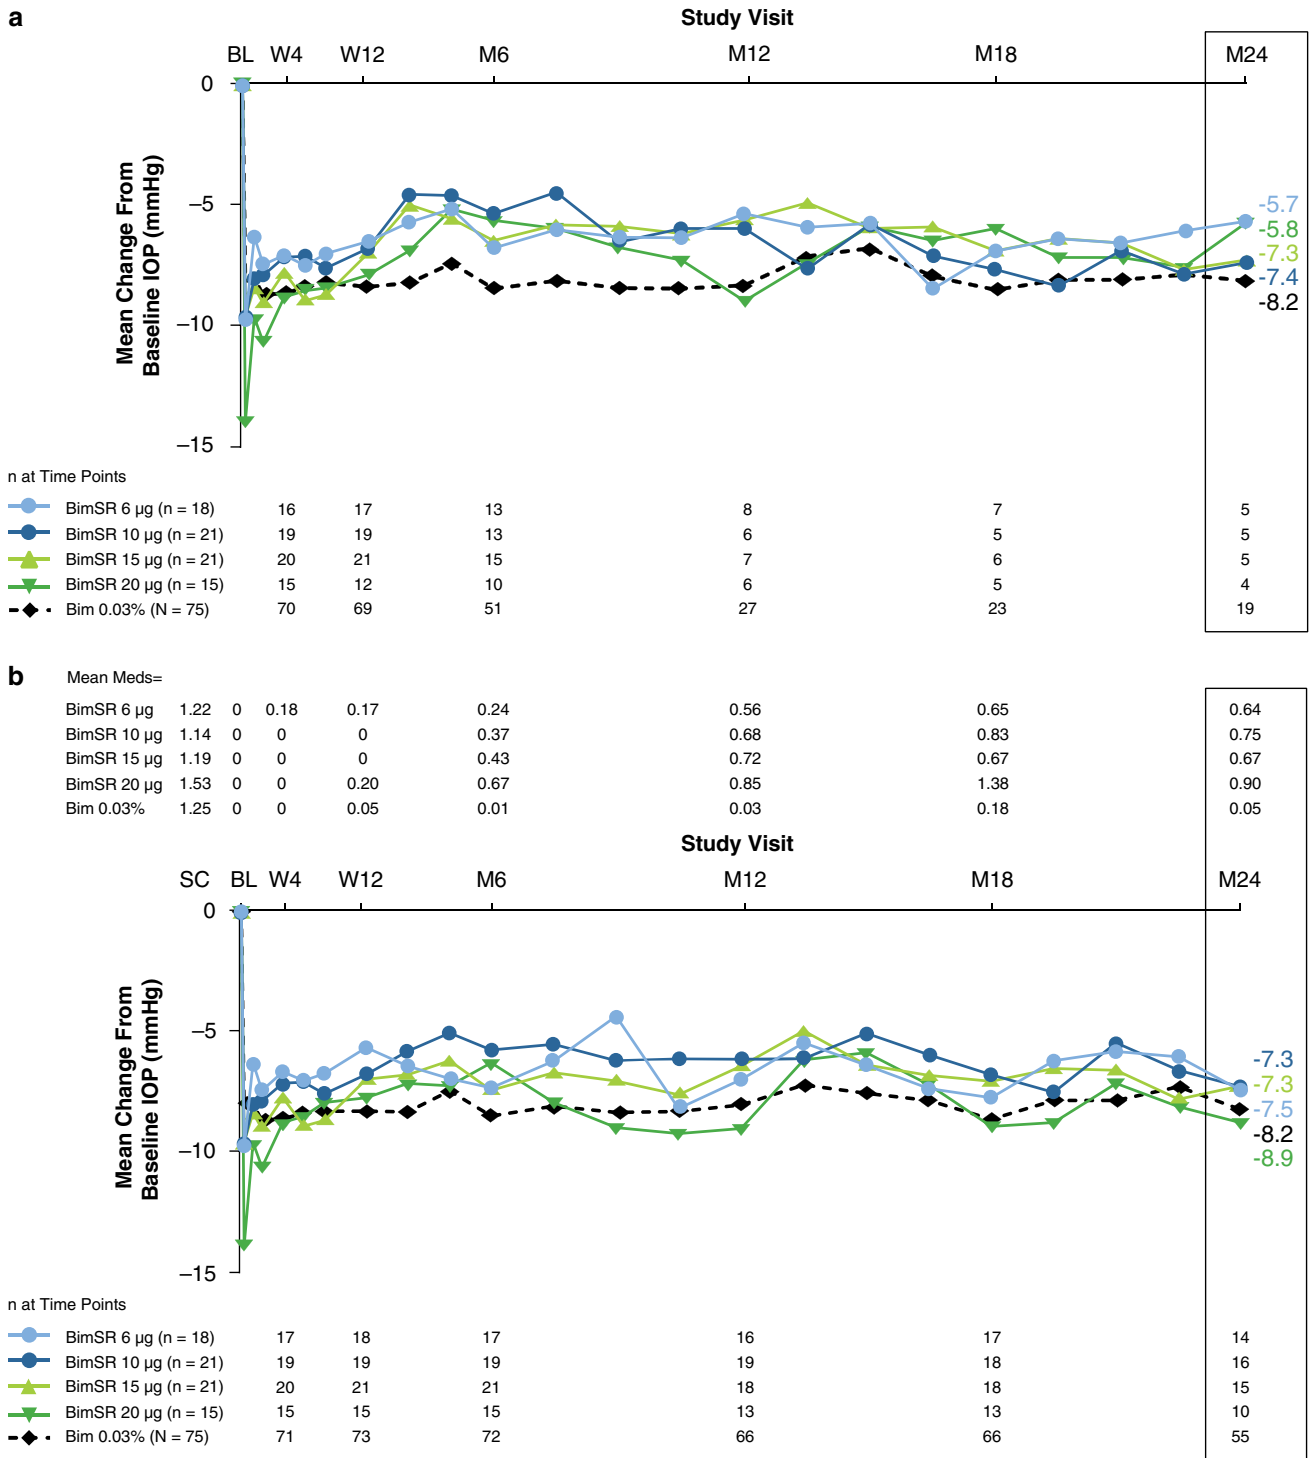 a
Study Visit
BL W4 W12 M6 M12 M18 M24
0
–5
–10
–15
Mean Change From
Baseline IOP (mmHg)
-5.7
-5.8
-7.3
-7.4
-8.2
n at Time Points
BimSR 6 µg (n = 18) 16 17 13 8 7 5
BimSR 10 µg (n = 21) 19 19 13 6 5 5
BimSR 15 µg (n = 21) 20 21 15 7 6 5
BimSR 20 µg (n = 15) 15 12 10 6 5 4
Bim 0.03% (N = 75) 70 69 51 27 23 19
b
Mean Meds=
BimSR 6 µg 1.22 0 0.18 0.17 0.24 0.56 0.65 0.64
BimSR 10 µg 1.14 0 0 0 0.37 0.68 0.83 0.75
BimSR 15 µg 1.19 0 0 0 0.43 0.72 0.67 0.67
BimSR 20 µg 1.53 0 0 0.20 0.67 0.85 1.38 0.90
Bim 0.03% 1.25 0 0 0.05 0.01 0.03 0.18 0.05
Study Visit
SC BL W4 W12 M6 M12 M18 M24
0
–5
–10
–15
Mean Change From
Baseline IOP (mmHg)
-7.3
-7.3
-7.5
-8.2
-8.9
n at Time Points
BimSR 6 µg (n = 18) 17 18 17 16 17 14
BimSR 10 µg (n = 21) 19 19 19 19 18 16
BimSR 15 µg (n = 21) 20 21 21 18 18 15
BimSR 20 µg (n = 15) 15 15 15 13 13 10
Bim 0.03% (N = 75) 71 73 72 66 66 55